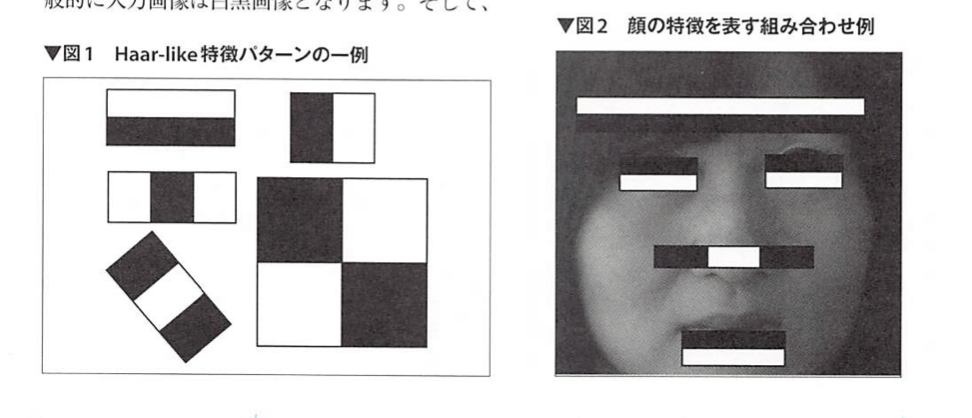 般的に入力画像は白黒画像となります。そして、
▼図1 Haar-like特徴パターンの一例
▼図2 顔の特徴を表す組み合わせ例